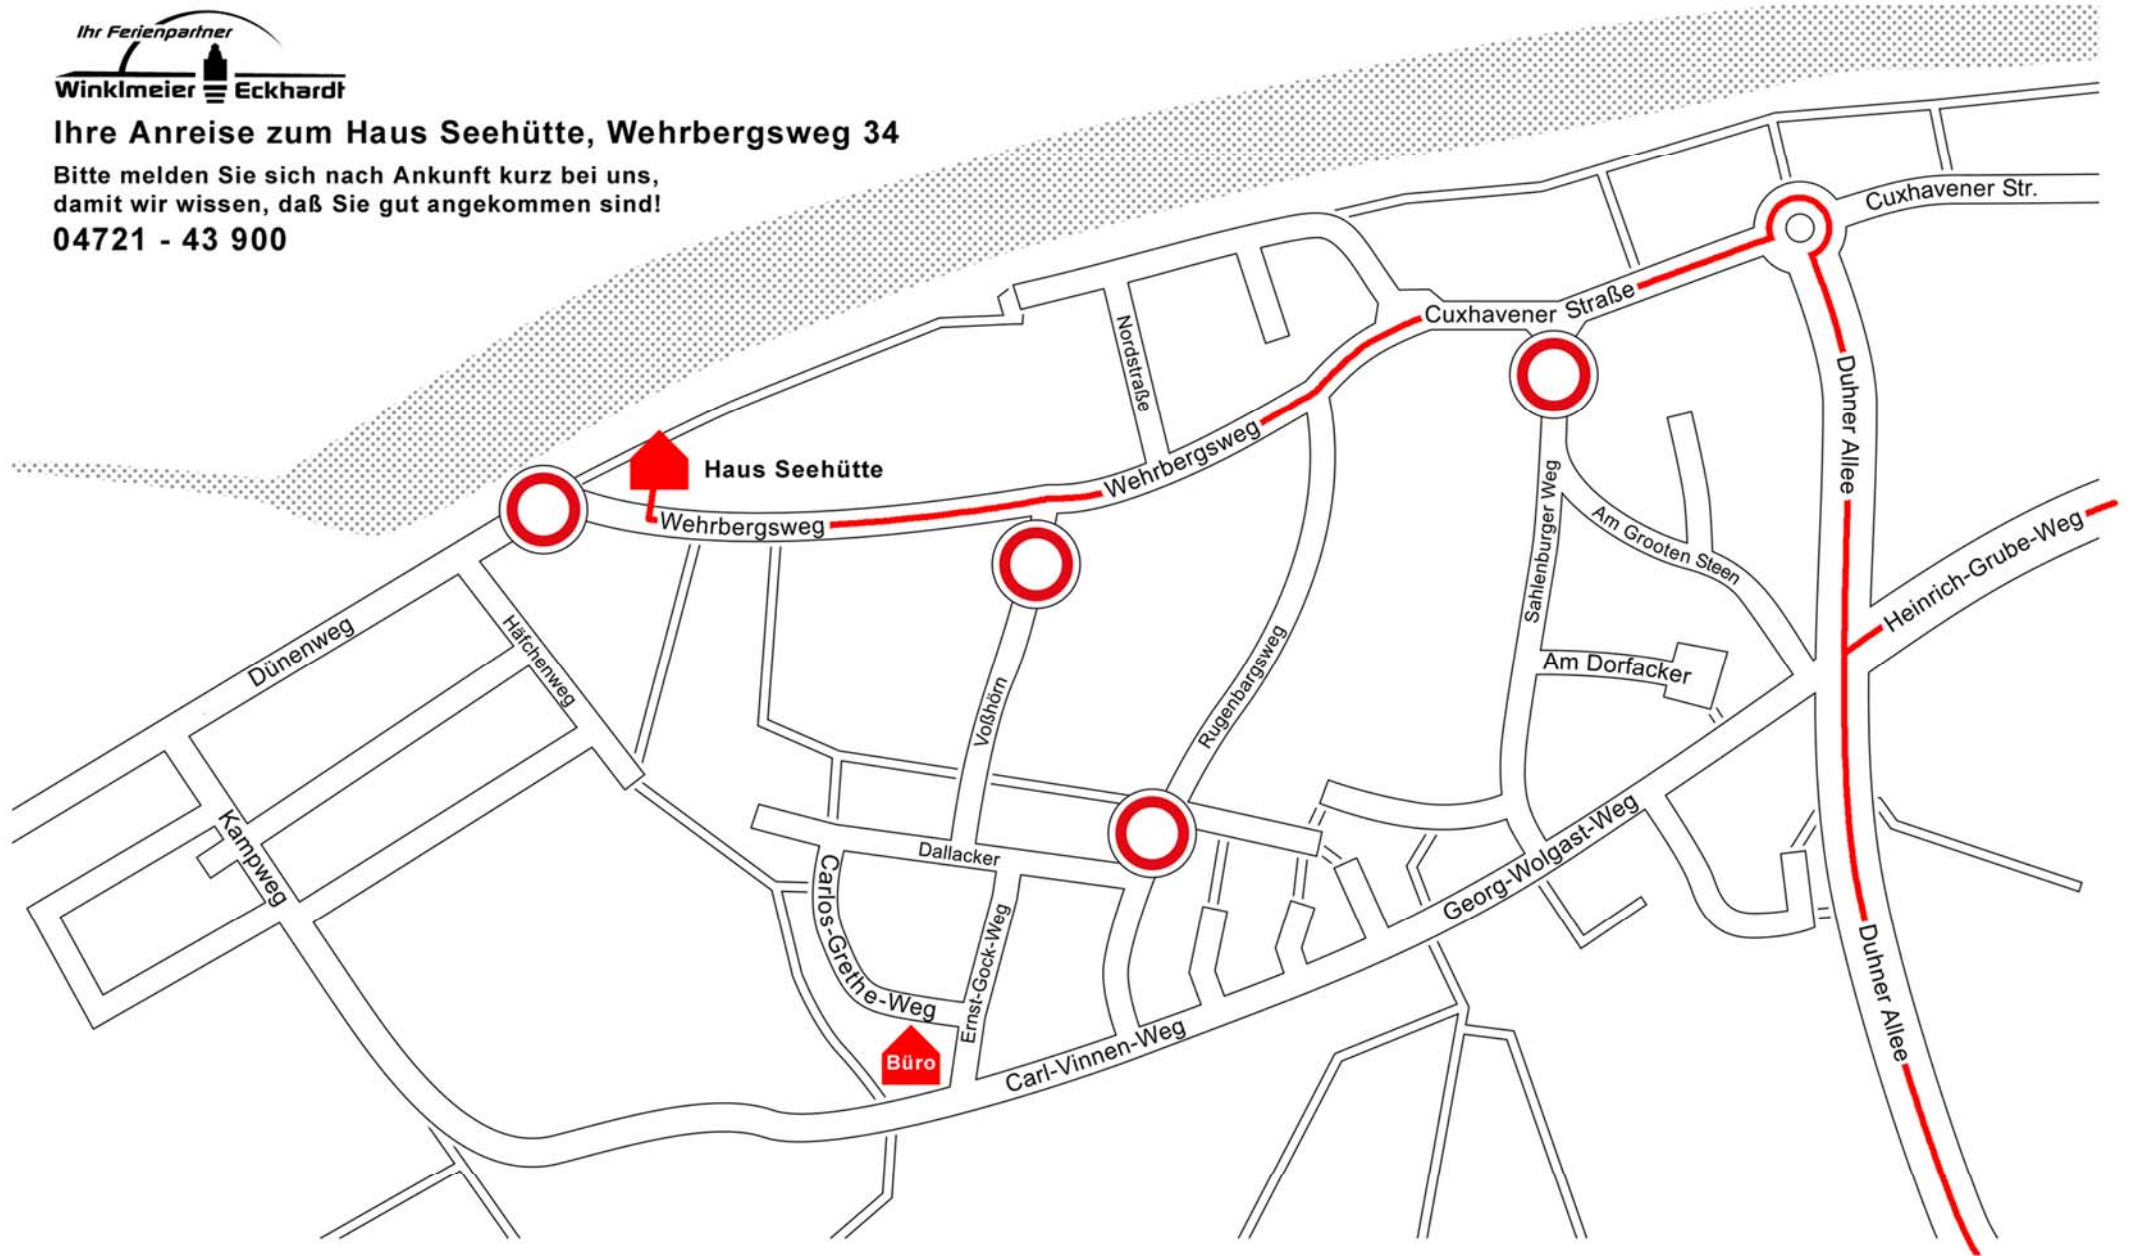 Ihr Ferienpartner
Winklmeier Eckhardt
Ihre Anreise zum Haus Seehütte, Wehrbergsweg 34
Bitte melden Sie sich nach Ankunft kurz bei uns,
damit wir wissen, daß Sie gut angekommen sind!
04721 - 43 900
Cuxhavener Str.
Cuxhavener Straße
Nordstraße
Duhner Allee
Wehrbergsweg
Haus Seehütte
Wehrbergsweg
Sahlenburger Weg
Am Grooten Steen
Heinrich-Grube-Weg
Dünenweg
Häfchenweg
Rugenbargsweg
Am Dorfacker
Voßhörn
Kampweg
Dallacker
Georg-Wolgast-Weg
Carlos-Grethe-Weg
Ernst-Gock-Weg
Duhner Allee
Büro
Carl-Vinnen-Weg